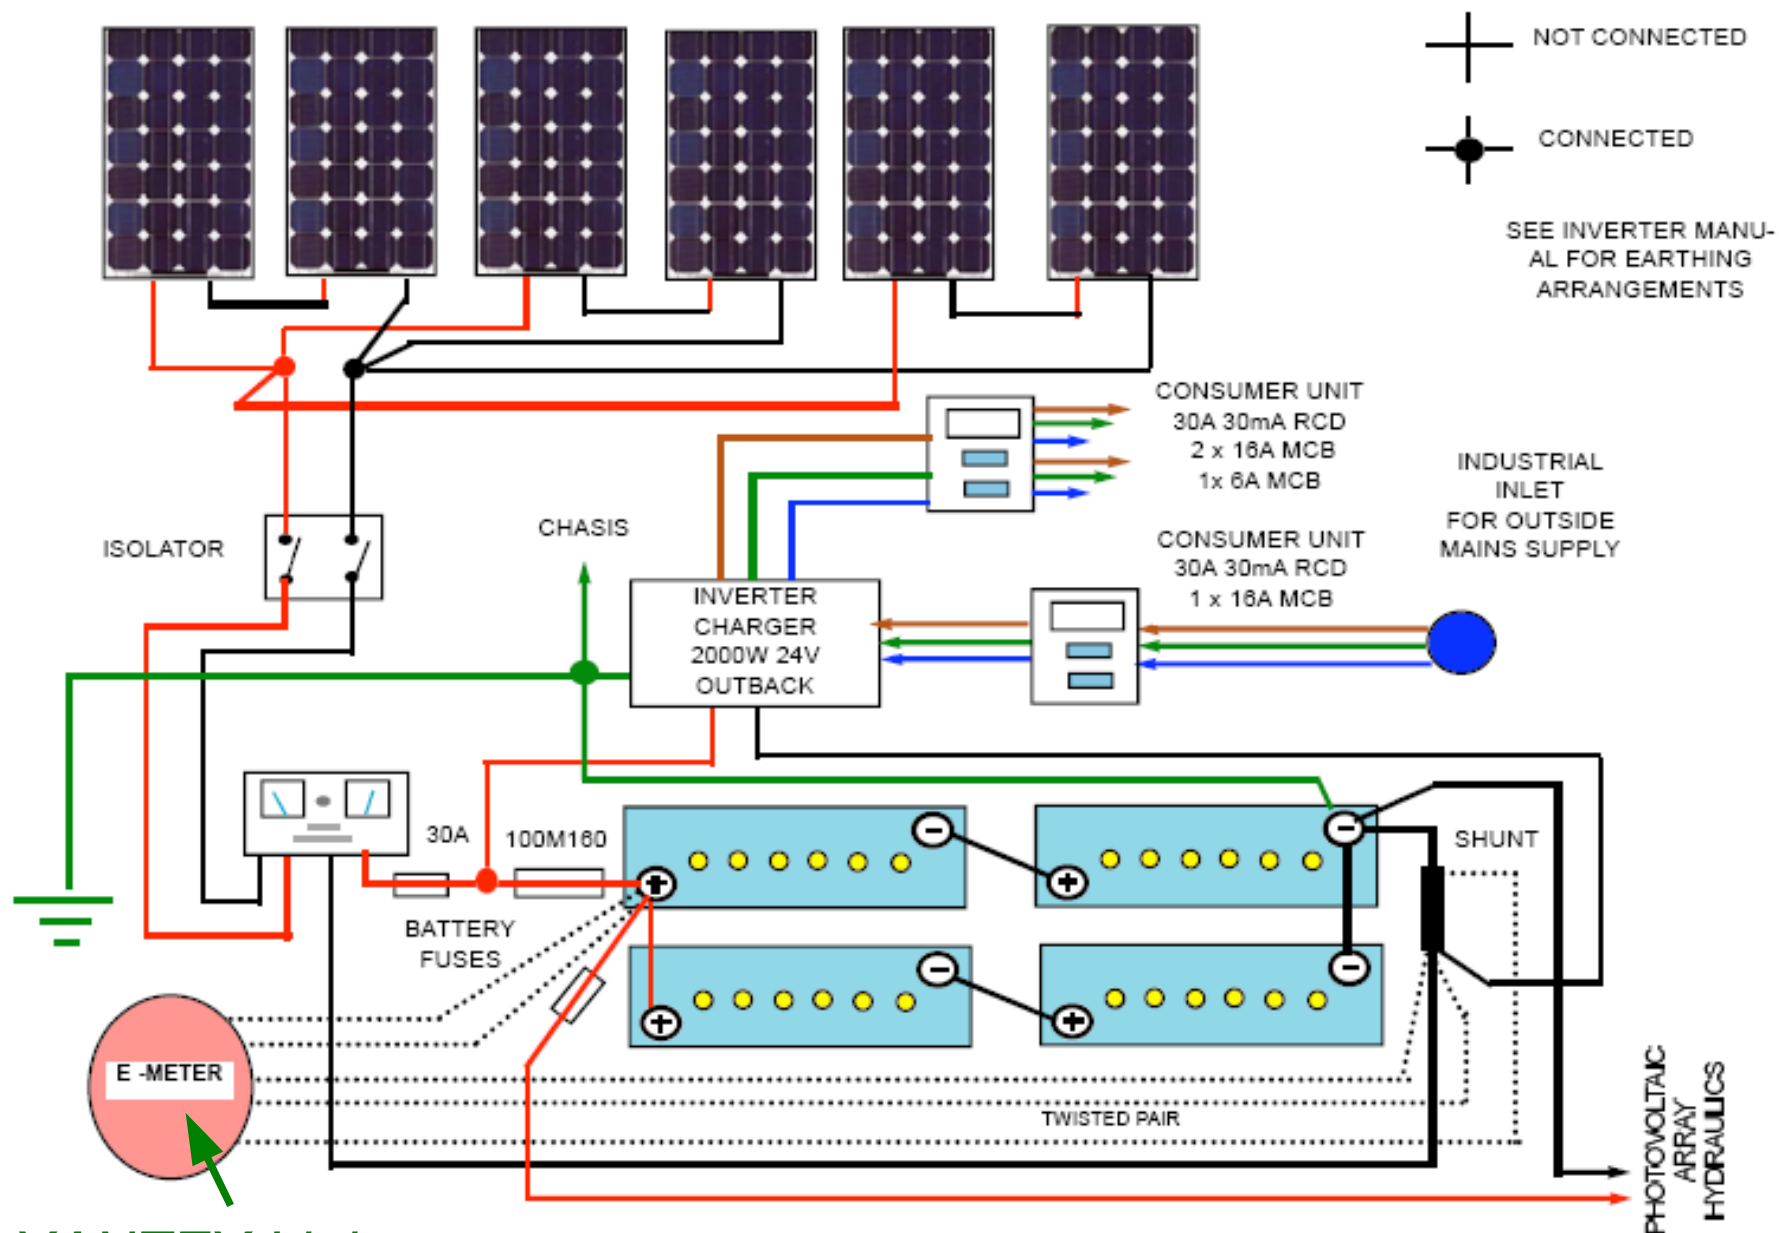 NOT CONNECTED
CONNECTED
SEE INVERTER MANU-
AL FOR EARTHING
ARRANGEMENTS
CONSUMER UNIT
30A 30mA RCD
2 x 16A MCB
1x 6A MCB
INDUSTRIAL
INLET
FOR OUTSIDE
MAINS SUPPLY
CHASIS
ISOLATOR
CONSUMER UNIT
30A 30mA RCD
1 x 16A MCB
INVERTER
CHARGER
2000W 24V
OUTBACK
30A
100M160
SHUNT
BATTERY
FUSES
E -METER
TWISTED PAIR
PHOTOVOLTAIC
ARRAY
HYDRAULICS